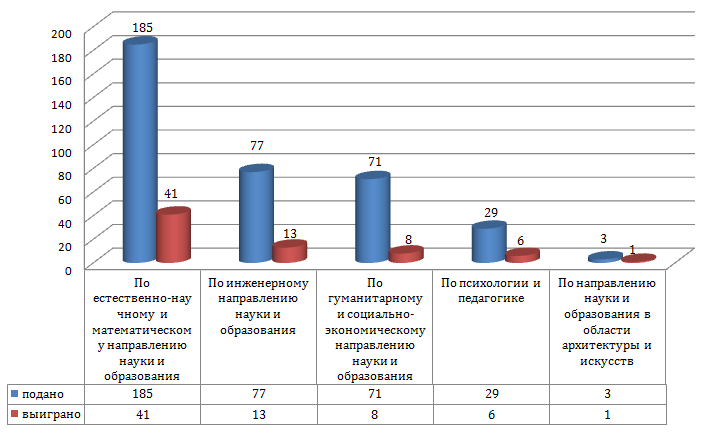 185
200
180
160
140
120
100
80
60
40
20
0
41
77
13
71
8
29
6
3
1
По
естественно-нау
чному и
математическом
у направлению
науки и
образования
По инженерному
направлению
науки и
образования
По
гуманитарному
и социально-
экономическому
направлению
науки и
образования
По психологии и
педагогике
По направлению
науки и
образования в
области
архитектуры и
искусств
подано 185 77 71 29 3
выиграно 41 13 8 6 1